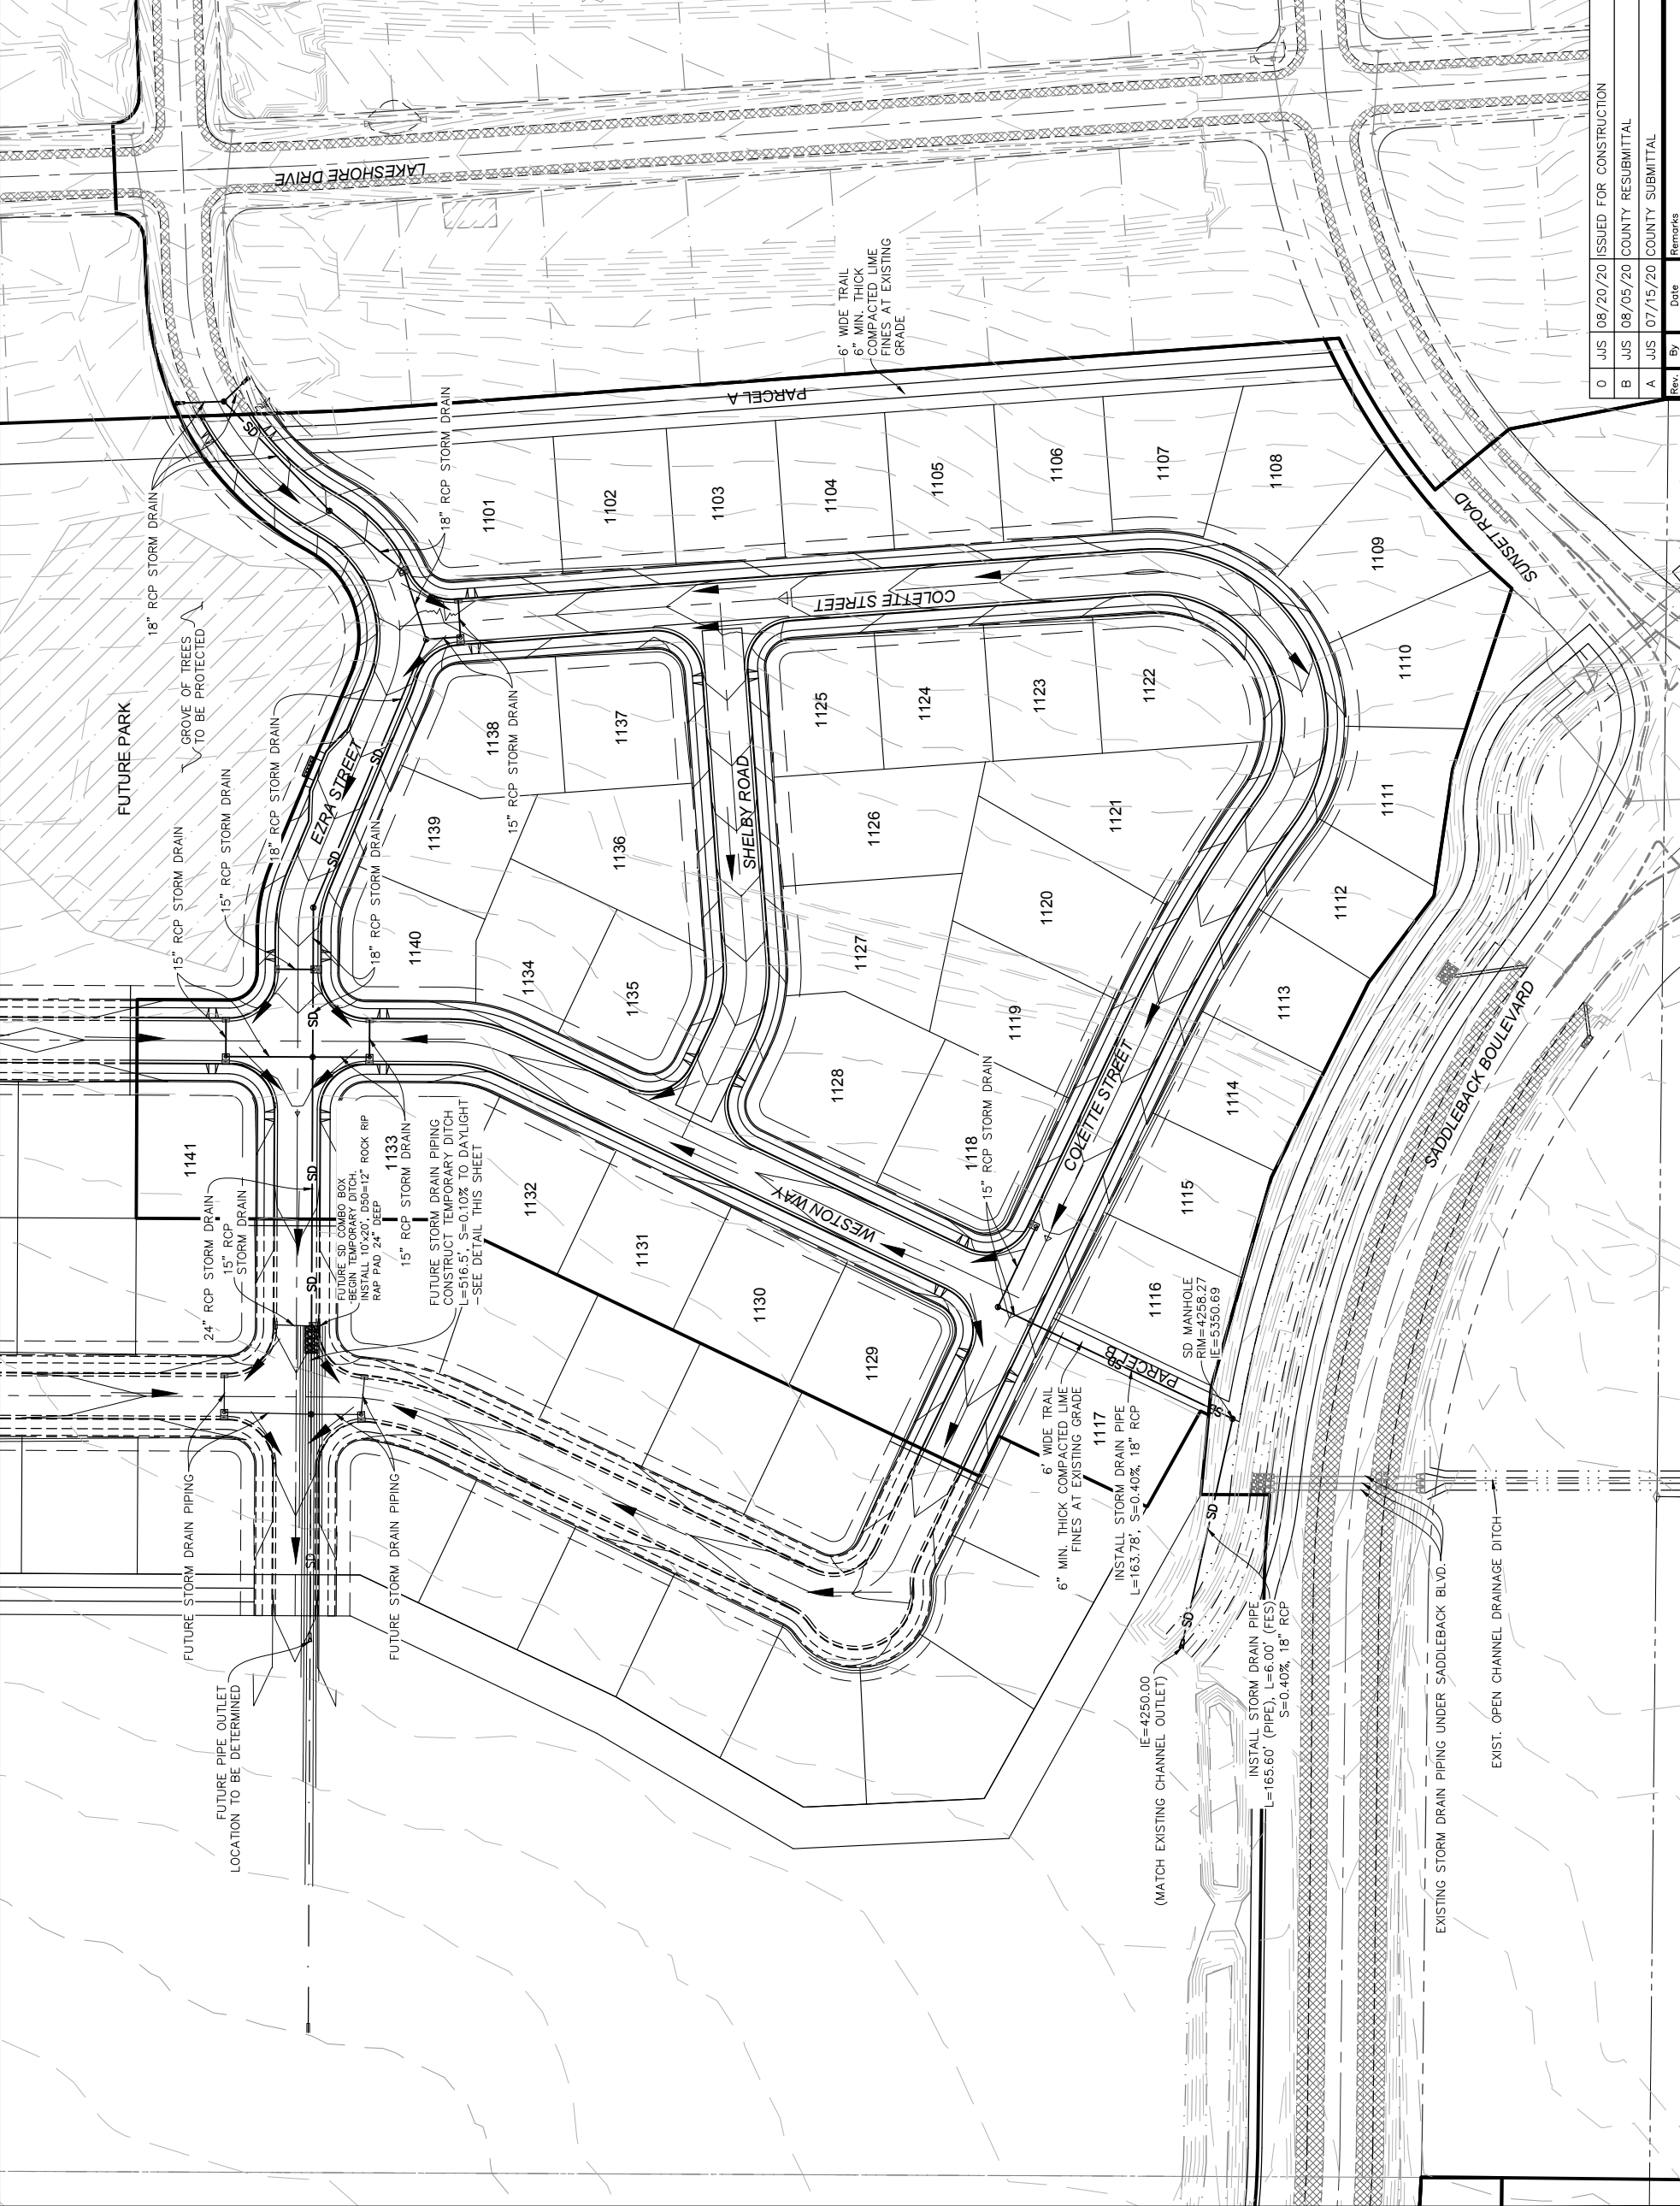 LAKESHORE DRIVE
FUTURE PARK
GROVE OF TREES
TO BE PROTECTED
18" RCP STORM DRAIN
18" RCP STORM DRAIN
6' WIDE TRAIL
6" MIN. THICK
COMPACTED LIME
FINES AT EXISTING
GRADE
PARCEL A
1101
1102
1103
1104
1105
1106
1107
1108
1109
1110
1111
1112
1113
1114
1115
1116
1117
1118
1119
1120
1121
1122
1123
1124
1125
1126
1127
1128
1129
1130
1131
1132
1133
1134
1135
1136
1137
1138
1139
1140
1141
COLETTE STREET
SHELBY ROAD
EZRA STREET
WESTON WAY
COLETTE STREET
SUNSET ROAD
SADDLEBACK BOULEVARD
15" RCP STORM DRAIN
18" RCP STORM DRAIN
15" RCP STORM DRAIN
15" RCP STORM DRAIN
18" RCP STORM DRAIN
24" RCP STORM DRAIN
15" RCP
STORM DRAIN
FUTURE SD COMBO BOX
BEGIN TEMPORARY DITCH.
INSTALL 10'x20', D50=12" ROCK RIP
RAP PAD 24" DEEP
15" RCP STORM DRAIN
FUTURE STORM DRAIN PIPING
CONSTRUCT TEMPORARY DITCH
L=516.5', S=0.10% TO DAYLIGHT
-SEE DETAIL THIS SHEET
15" RCP STORM DRAIN
FUTURE STORM DRAIN PIPING
FUTURE STORM DRAIN PIPING
FUTURE PIPE OUTLET
LOCATION TO BE DETERMINED
SD
SD
SD
SD
SD
SD
SD
SD
SD
SD
SD
PARCEL B
SD MANHOLE
RIM=4258.27
IE=5350.69
6' WIDE TRAIL
6" MIN. THICK COMPACTED LIME
FINES AT EXISTING GRADE
INSTALL STORM DRAIN PIPE
L=163.78', S=0.40%, 18" RCP
IE=4250.00
(MATCH EXISTING CHANNEL OUTLET)
INSTALL STORM DRAIN PIPE
L=165.60' (PIPE), L=6.00' (FES)
S=0.40%, 18" RCP
EXISTING STORM DRAIN PIPING UNDER SADDLEBACK BLVD.
EXIST. OPEN CHANNEL DRAINAGE DITCH
0 JJS 08/20/20 ISSUED FOR CONSTRUCTION
B JJS 08/05/20 COUNTY RESUBMITTAL
A JJS 07/15/20 COUNTY SUBMITTAL
Rev. By Date Remarks